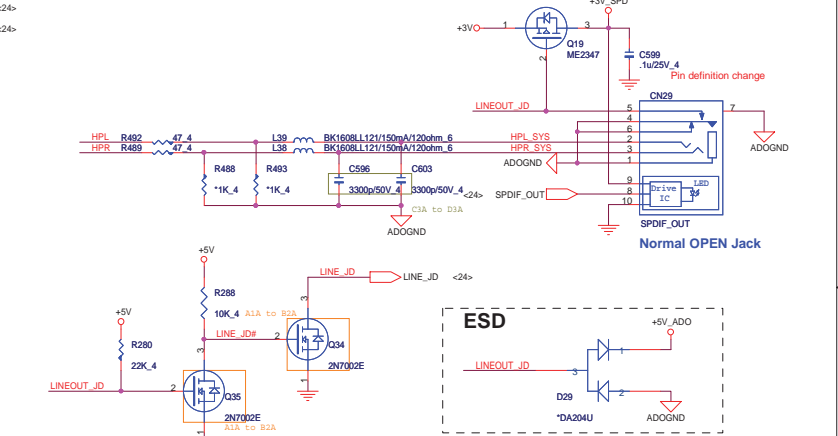 <24>
<24>
+3V_SPD
+3V
1
3
Q19
ME2347
2
C599
.1u/25V_4
Pin definition change
CN29
LINEOUT_JD
5
4
6
2
3
1
7
ADOGND
HPL
R492
47_4
L39
BK1608LL121/150mA/120ohm_6
HPL_SYS
HPR
R489
47_4
L38
BK1608LL121/150mA/120ohm_6
HPR_SYS
ADOGND
R488
*1K_4
R493
*1K_4
C596
3300p/50V_4
C603
3300p/50V_4
<24>
SPDIF_OUT
9
8
10
Drive
IC
LED
C3A to D3A
ADOGND
SPDIF_OUT
Normal OPEN Jack
+5V
R288
10K_4
A1A to B2A
LINE_JD
LINE_JD
<24>
3
LINE_JD#
2
Q34
2N7002E
1
+5V
R280
22K_4
LINEOUT_JD
3
2
Q35
2N7002E
A1A to B2A
1
ESD
+5V_ADO
LINEOUT_JD
3
1
2
D29
*DA204U
ADOGND